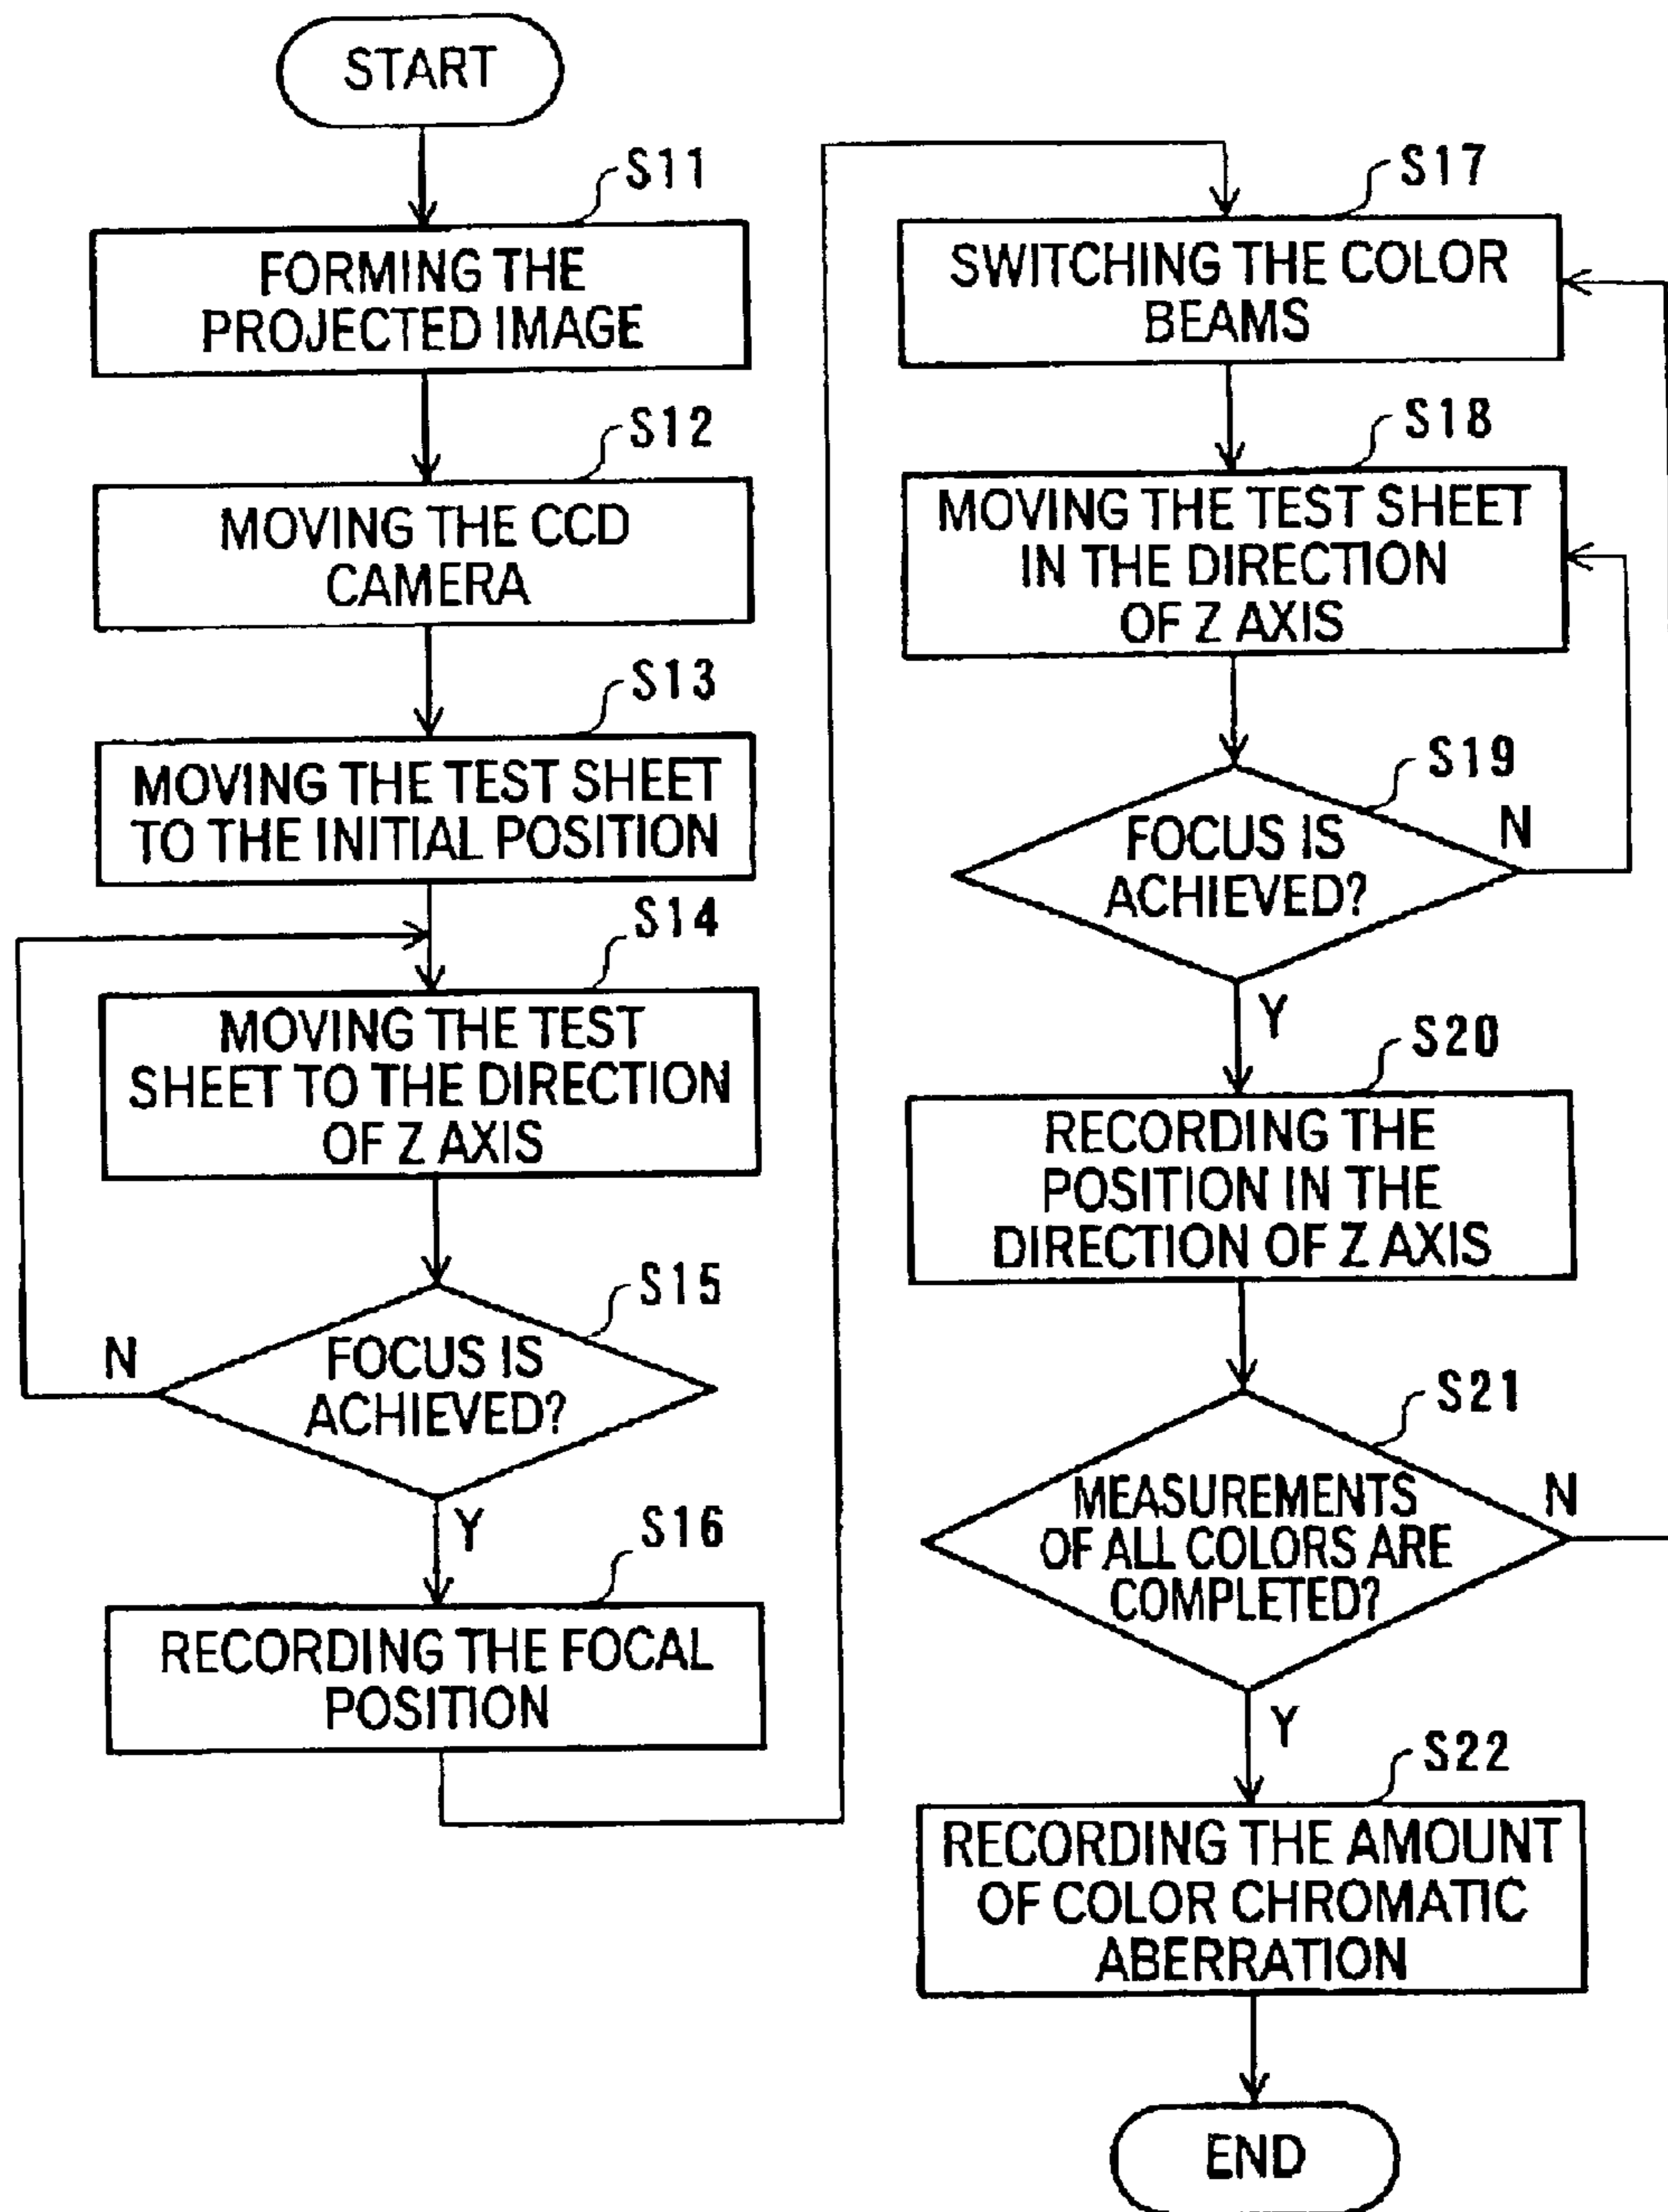 START
S11
FORMING THE
PROJECTED IMAGE
S12
MOVING THE CCD
CAMERA
S13
MOVING THE TEST SHEET
TO THE INITIAL POSITION
S14
MOVING THE TEST
SHEET TO THE DIRECTION
OF Z AXIS
S15
FOCUS IS
ACHIEVED?
N
Y
S16
RECORDING THE FOCAL
POSITION
S17
SWITCHING THE COLOR
BEAMS
S18
MOVING THE TEST SHEET
IN THE DIRECTION
OF Z AXIS
S19
FOCUS IS
ACHIEVED?
N
Y
S20
RECORDING THE
POSITION IN THE
DIRECTION OF Z AXIS
S21
MEASUREMENTS
OF ALL COLORS ARE
COMPLETED?
N
Y
S22
RECORDING THE AMOUNT
OF COLOR CHROMATIC
ABERRATION
END